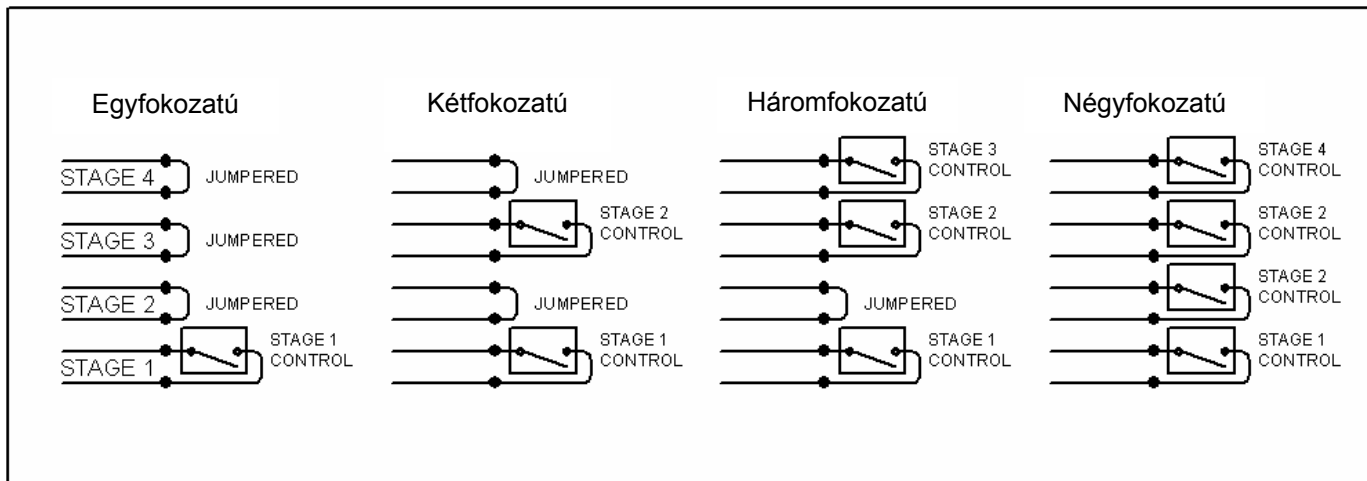 Egyfokozatú
STAGE 4
JUMPERED
STAGE 3
JUMPERED
STAGE 2
JUMPERED
STAGE 1
STAGE 1
CONTROL
Kétfokozatú
JUMPERED
STAGE 2
CONTROL
JUMPERED
STAGE 1
CONTROL
Háromfokozatú
STAGE 3
CONTROL
STAGE 2
CONTROL
JUMPERED
STAGE 1
CONTROL
Négyfokozatú
STAGE 4
CONTROL
STAGE 2
CONTROL
STAGE 2
CONTROL
STAGE 1
CONTROL